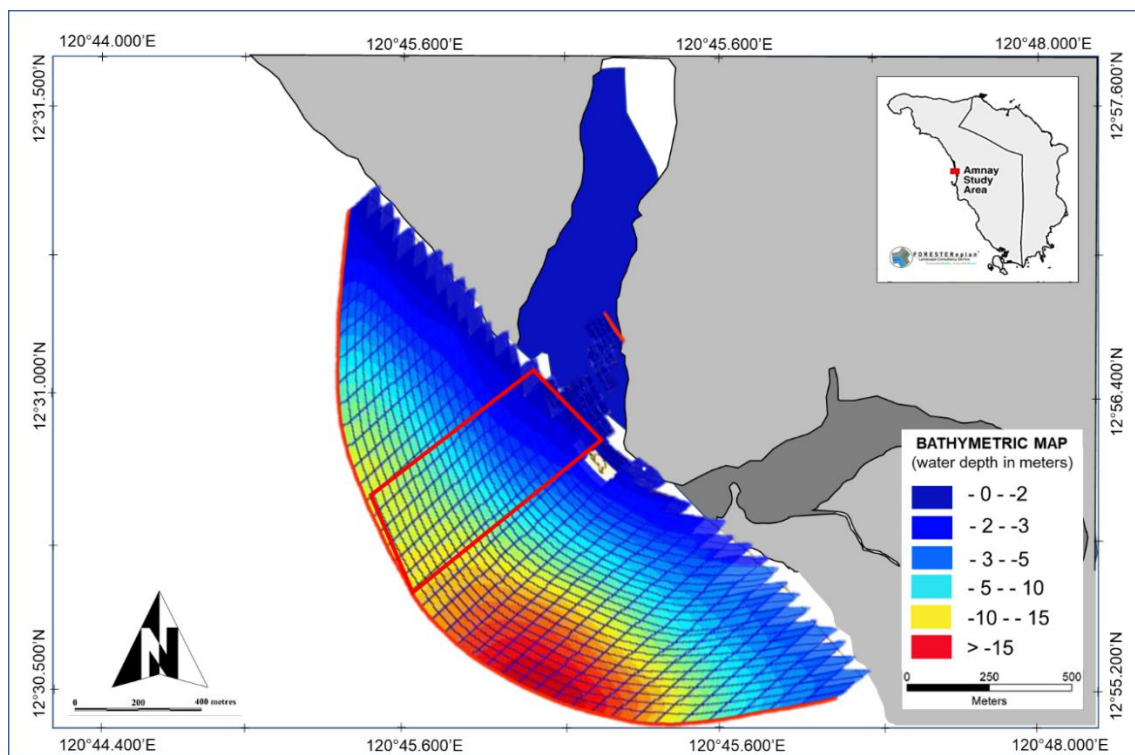 120°44.000'E 120°45.600'E 120°45.600'E 120°48.000'E
12°31.500'N
12°57.600'N
Amnay
Study
Area
FORESTERoplan
12°31.000'N
12°56.400'N
BATHYMETRIC MAP
(water depth in meters)
- 0 - -2
- 2 - -3
- 3 - -5
- 5 - - 10
-10 - - 15
> -15
0 250 500
Meters
N
0 200 400 metres
12°30.500'N
12°55.200'N
120°44.400'E 120°45.600'E 120°45.600'E 120°48.000'E